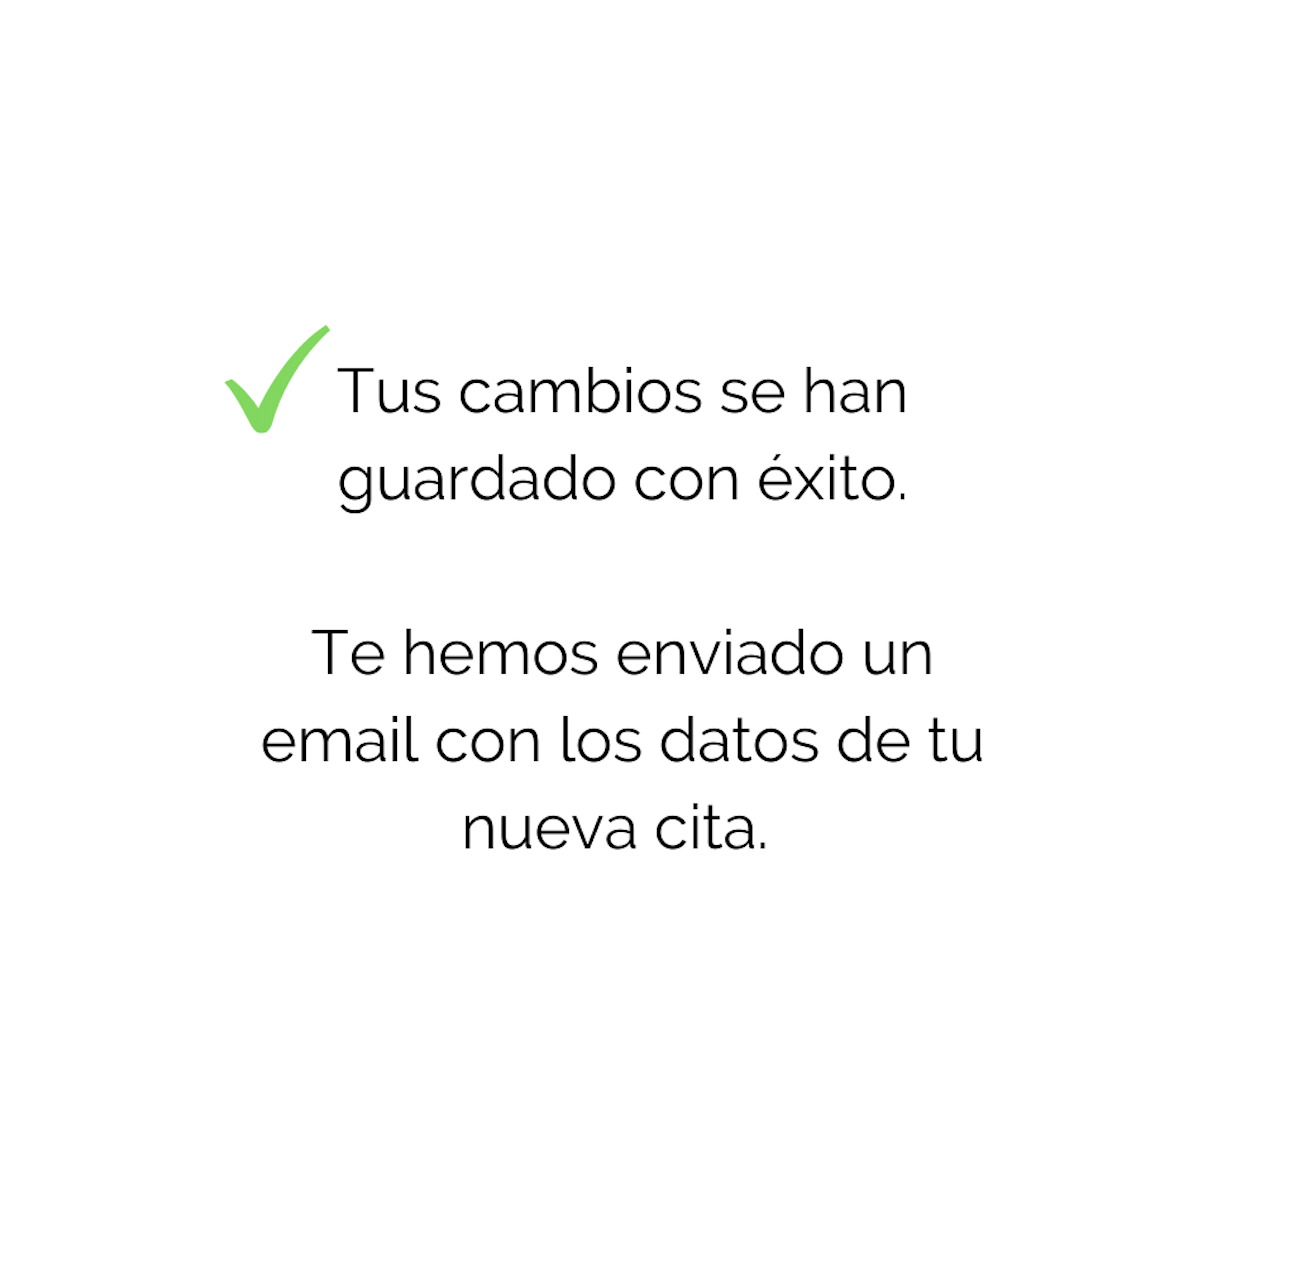 Tus cambios se han
guardado con éxito.
Te hemos enviado un
email con los datos de tu
nueva cita.